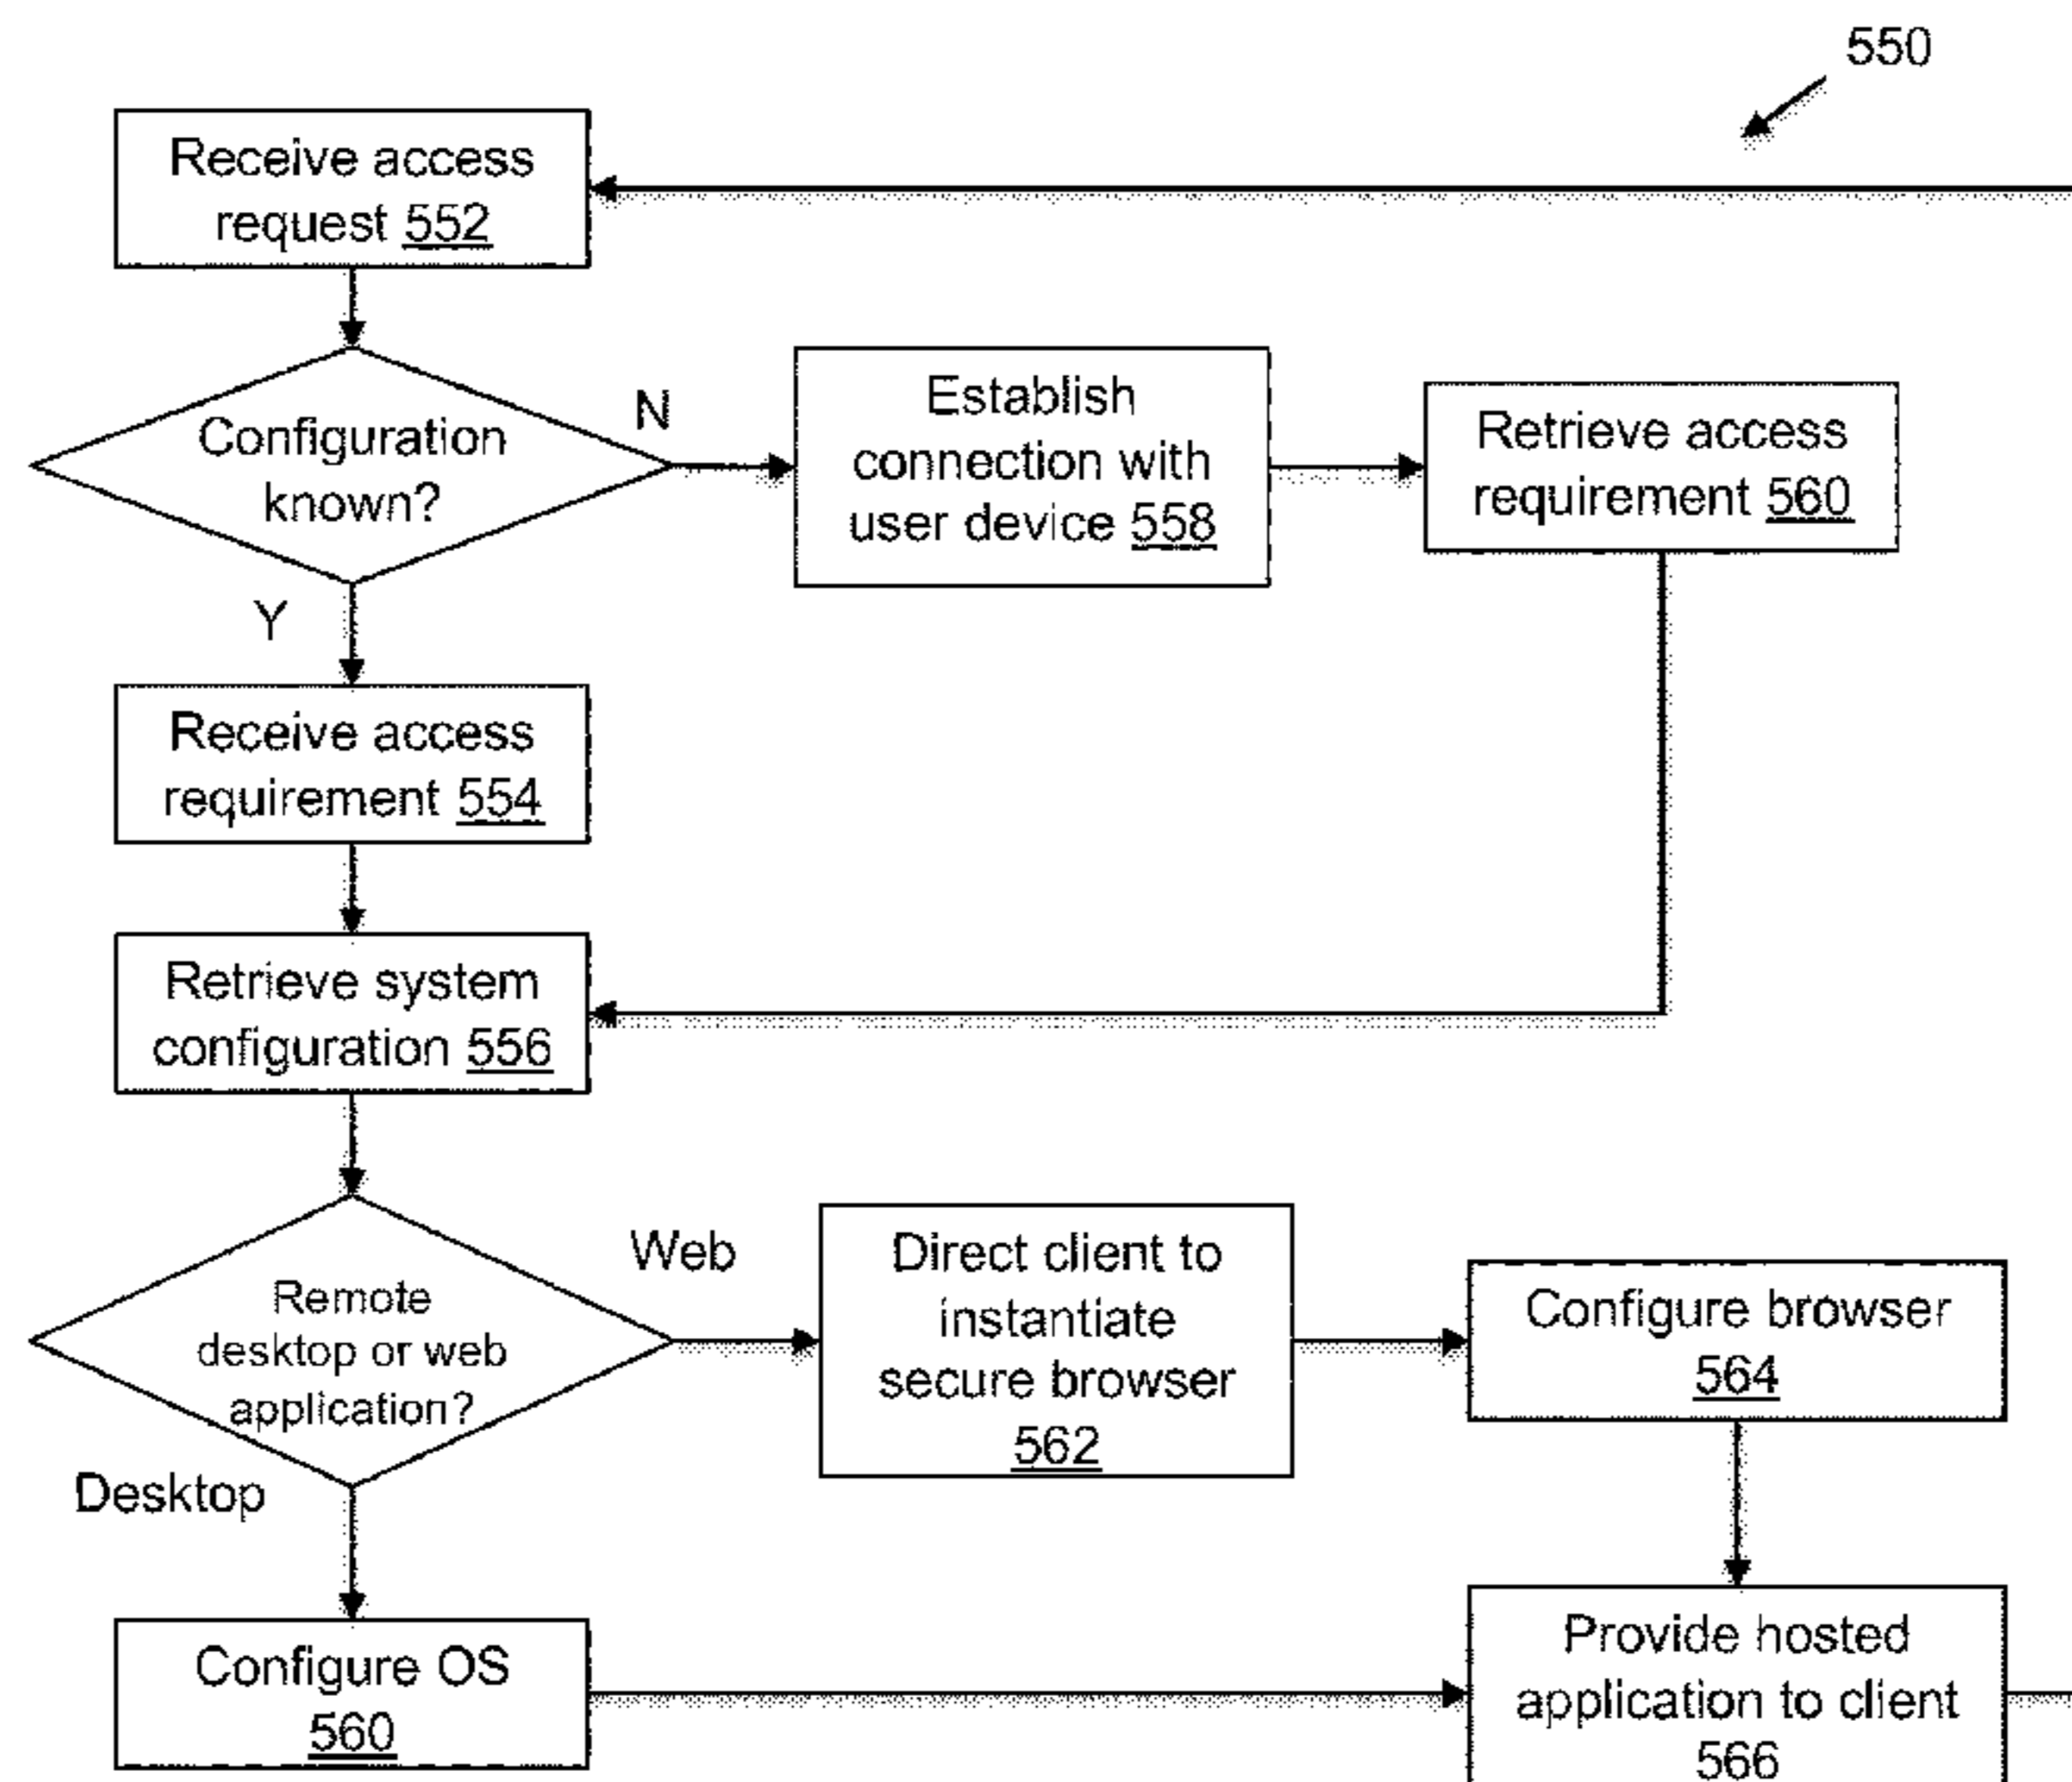 550
Receive access
request 552
Configuration
known?
N
Establish
connection with
user device 558
Retrieve access
requirement 560
Y
Receive access
requirement 554
Retrieve system
configuration 556
Remote
desktop or web
application?
Web
Direct client to
instantiate
secure browser
562
Configure browser
564
Desktop
Configure OS
560
Provide hosted
application to client
566